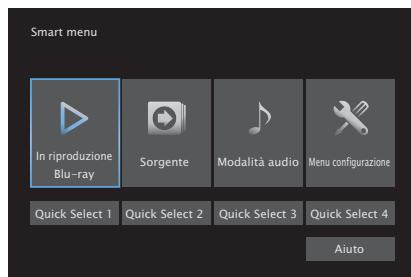 Smart menu
In riproduzione
Blu-ray
Sorgente
Modalità audio
Menu configurazione
Quick Select 1
Quick Select 2
Quick Select 3
Quick Select 4
Aiuto